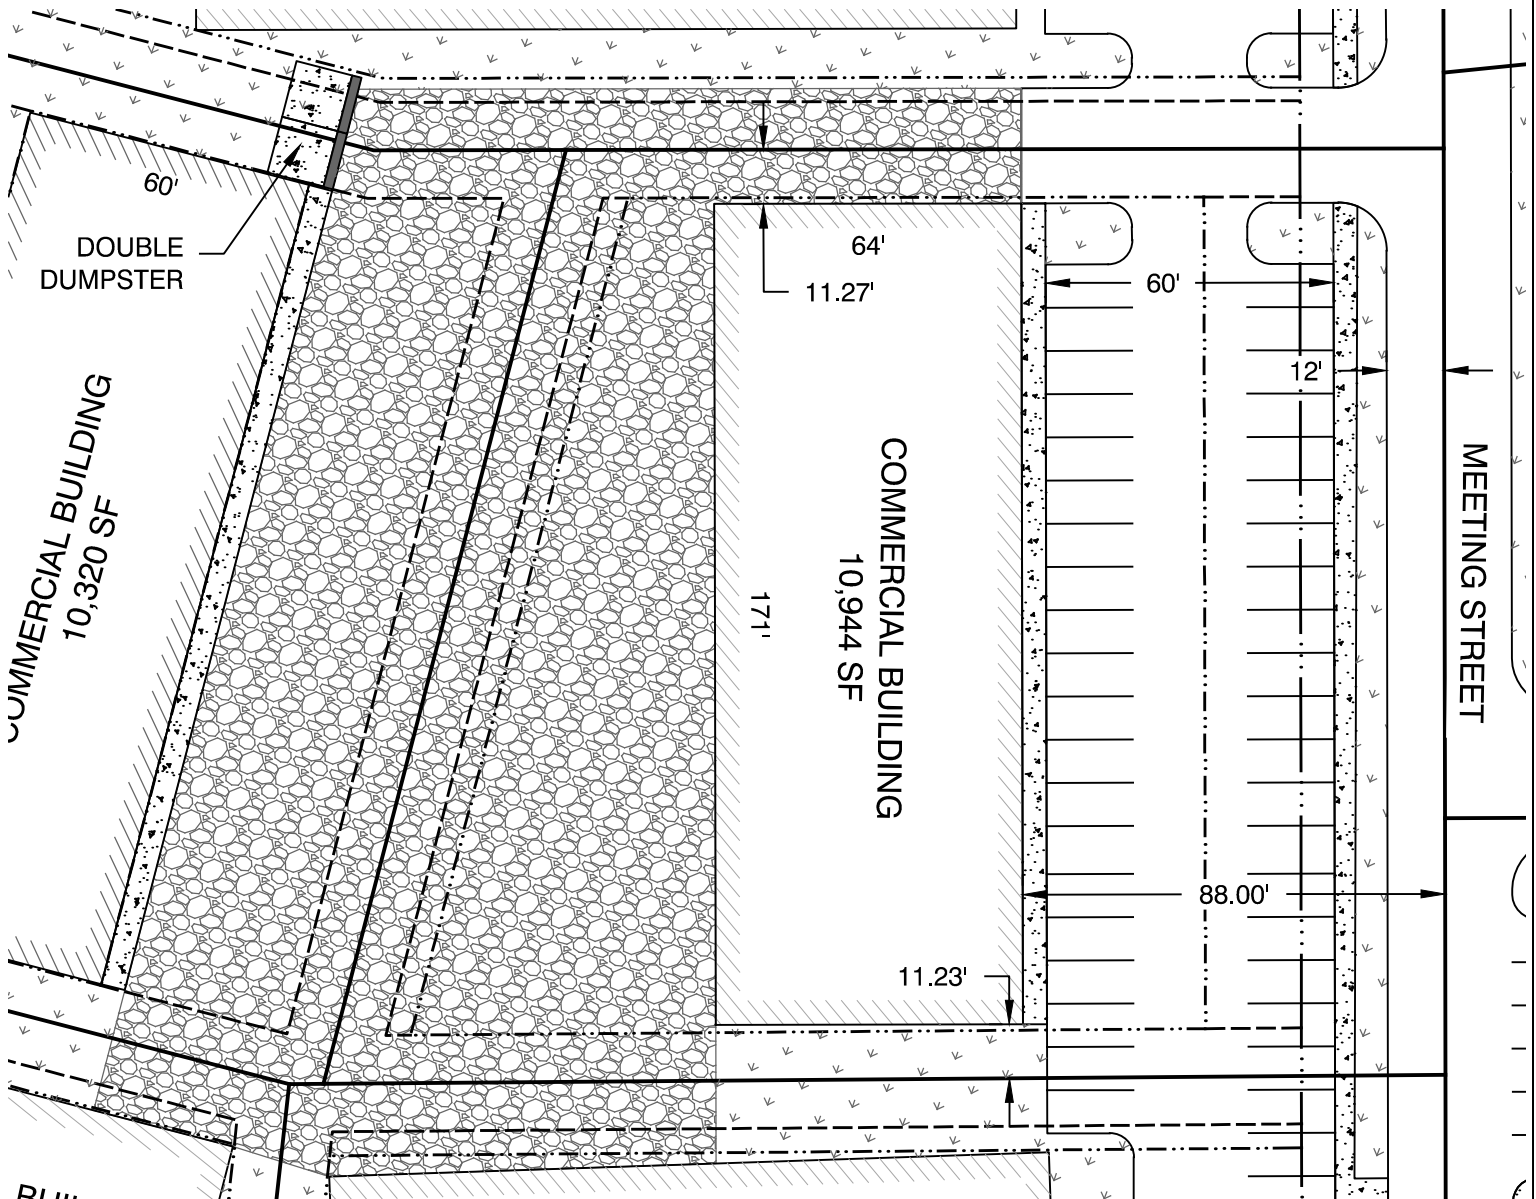 60'
DOUBLE
DUMPSTER
64'
11.27'
60'
12'
COMMERCIAL BUILDING
10,320 SF
COMMERCIAL BUILDING
10,944 SF
171'
MEETING STREET
88.00'
11.23'